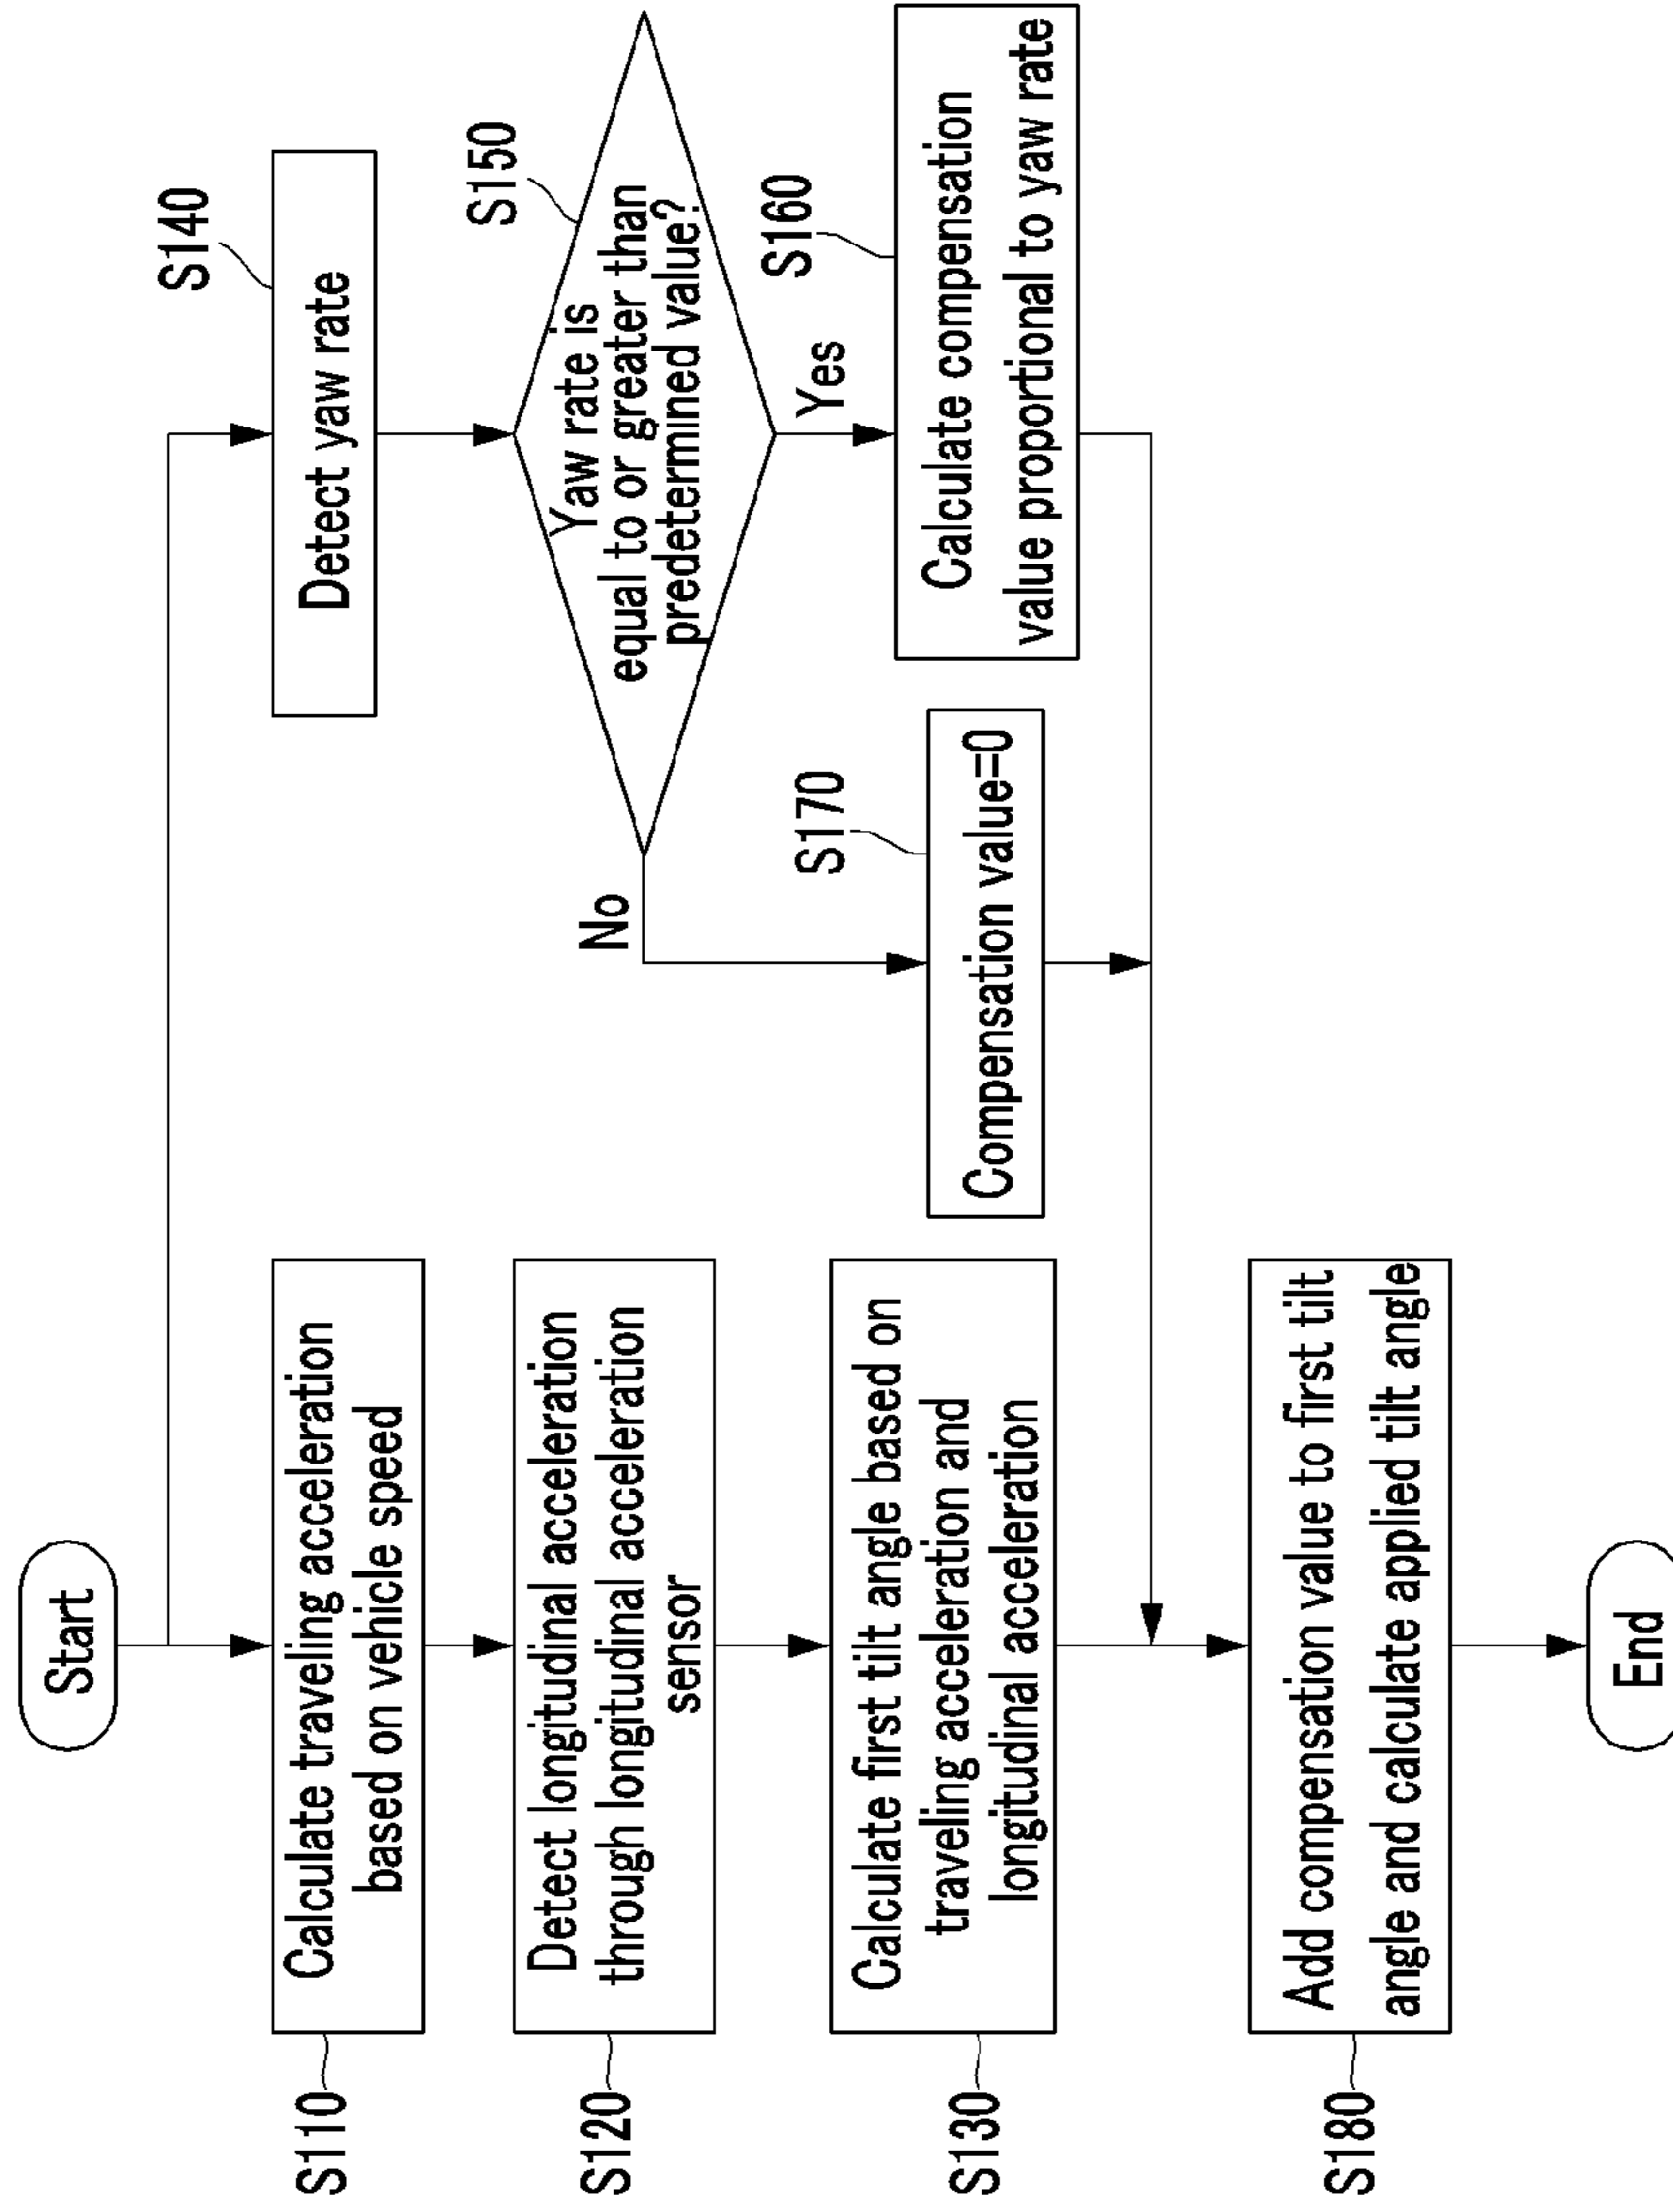 Start
S110
Calculate traveling acceleration
based on vehicle speed
S120
Detect longitudinal acceleration
through longitudinal acceleration
sensor
S130
Calculate first tilt angle based on
traveling acceleration and
longitudinal acceleration
S140
Detect yaw rate
S150
Yaw rate is
equal to or greater than
predetermined value?
Yes
No
S160
Calculate compensation
value proportional to yaw rate
S170
Compensation value=0
S180
Add compensation value to first tilt
angle and calculate applied tilt angle
End